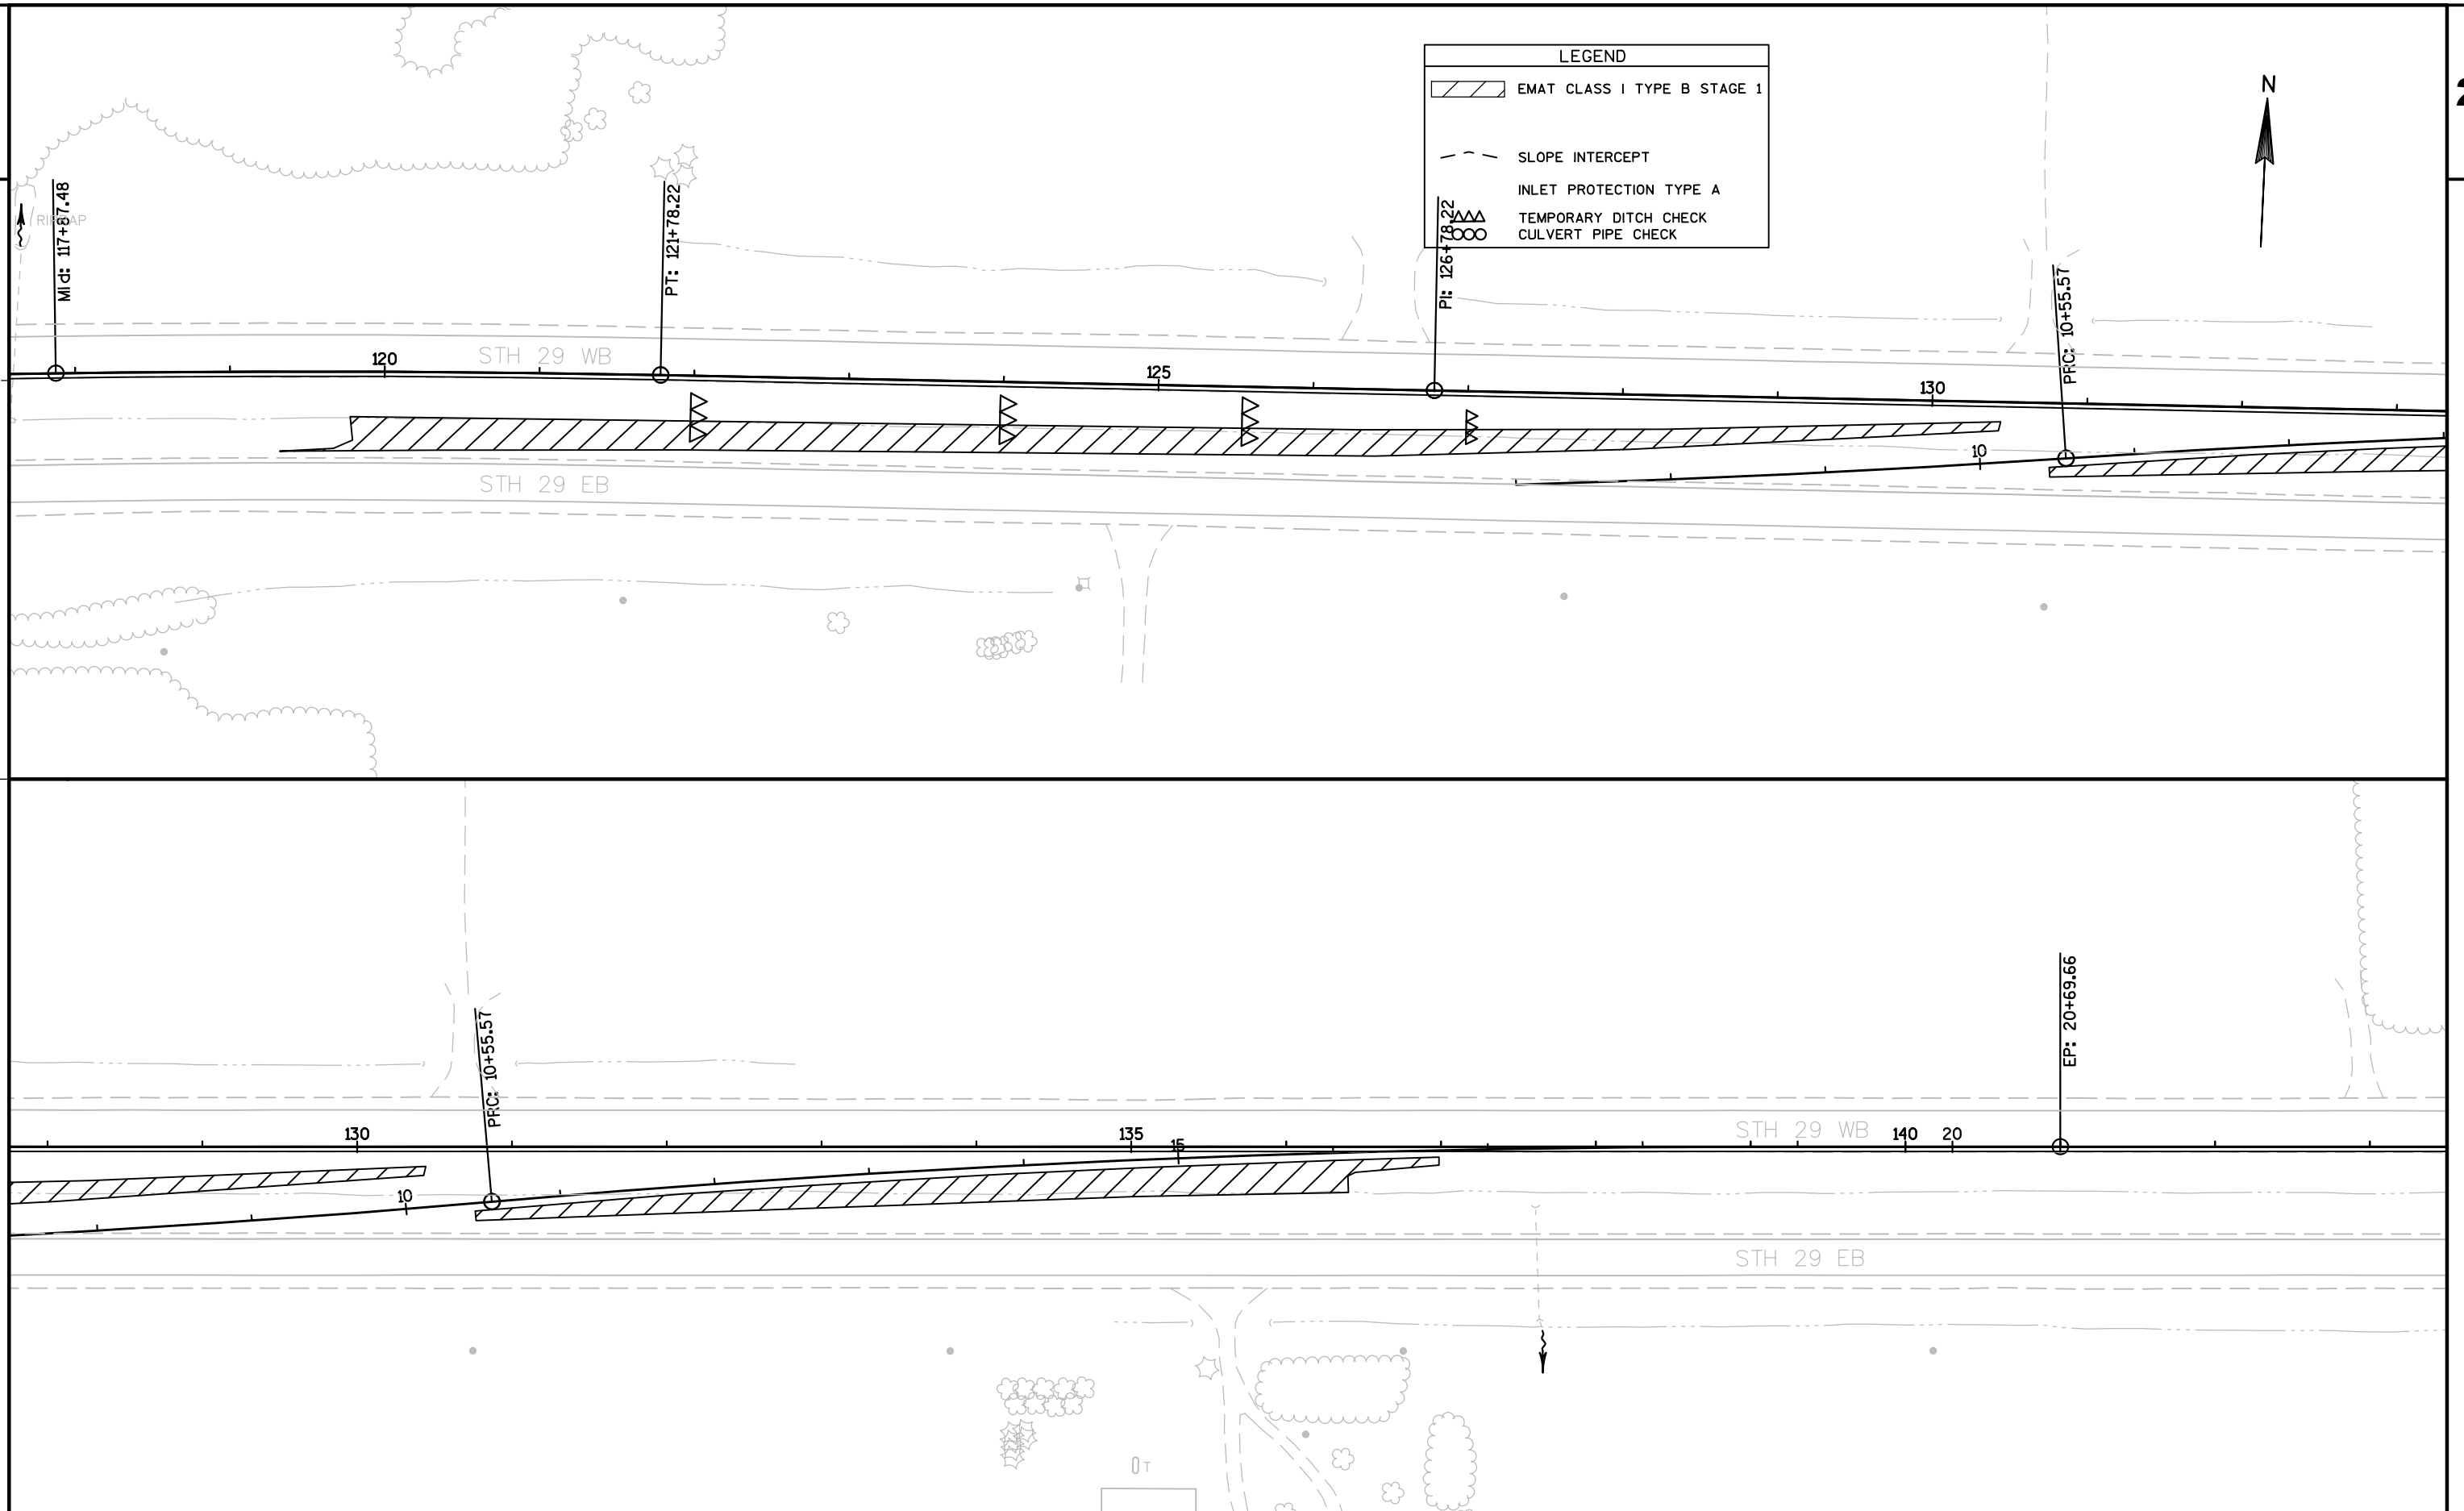 LEGEND
EMAT CLASS I TYPE B STAGE 1
SLOPE INTERCEPT
INLET PROTECTION TYPE A
TEMPORARY DITCH CHECK
CULVERT PIPE CHECK
N
2
RIPRAP
Mid: 117+87.48
PT: 121+78.22
PI: 126+78.22
PRC: 10+55.57
STH 29 WB
120
125
130
10
STH 29 EB
PRC: 10+55.57
EP: 20+69.66
130
135
15
STH 29 WB
140
20
10
STH 29 EB
T